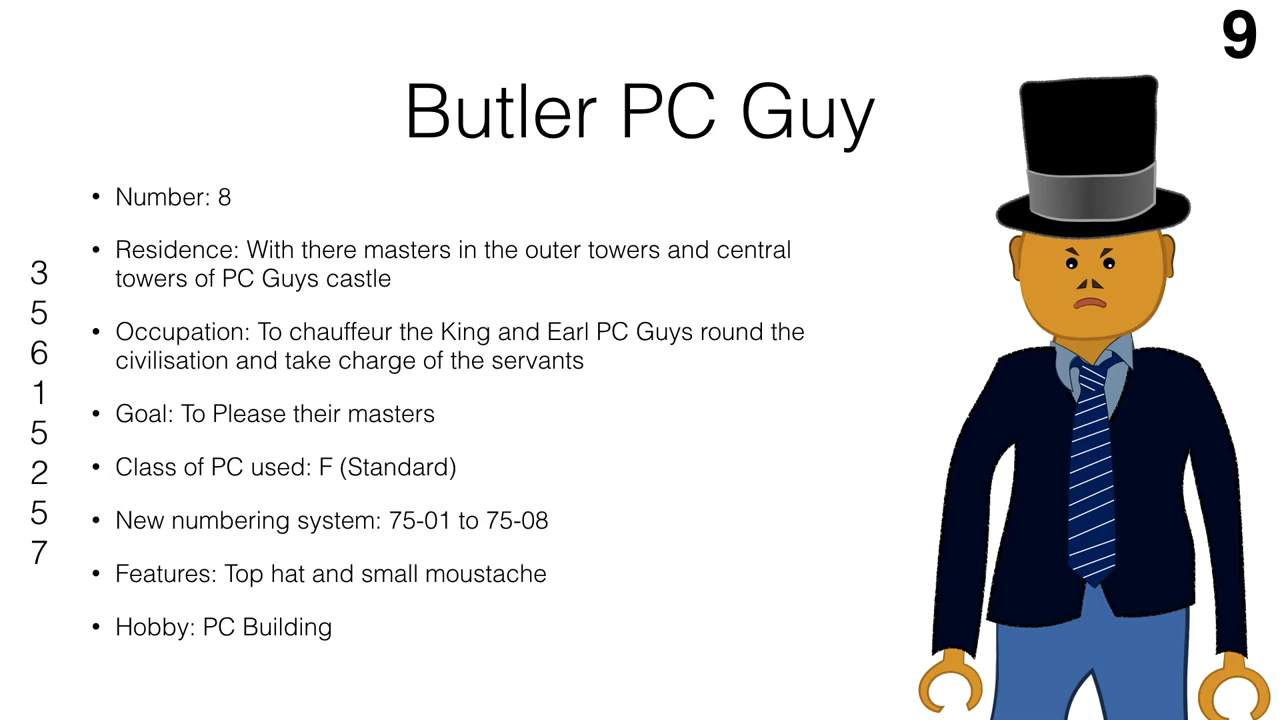 9
Butler PC Guy
• Number: 8
• Residence: With there masters in the outer towers and central
towers of PC Guys castle
• Occupation: To chauffeur the King and Earl PC Guys round the
civilisation and take charge of the servants
• Goal: To Please their masters
• Class of PC used: F (Standard)
• New numbering system: 75-01 to 75-08
• Features: Top hat and small moustache
• Hobby: PC Building
3
5
6
1
5
2
5
7